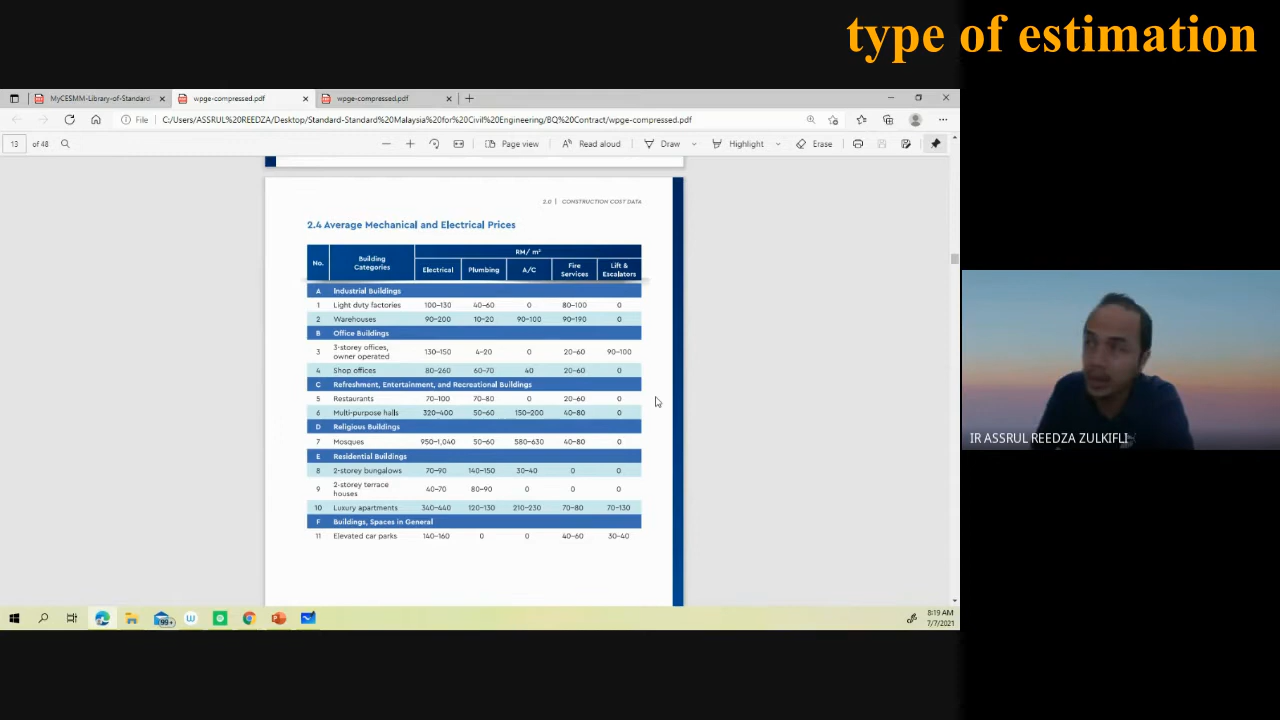 type of estimation
MyCESMM-Library-of-Standard
wpge-compressed.pdf
wpge-compressed.pdf
File
C:/Users/ASSRUL%20REEDZA/Desktop/Standard-Standard%20Malaysia%20for%20Civil%20Engineering/BQ%20Contract/wpge-compressed.pdf
13 of 48 Page view Read aloud Draw Highlight Erase
2.0 | CONSTRUCTION COST DATA
2.4 Average Mechanical and Electrical Prices
No. Building Categories RM/ m²
Electrical Plumbing A/C Fire Services Lift & Escalators
A Industrial Buildings
1 Light duty factories 100–130 40–60 0 80–100 0
2 Warehouses 90–200 10–20 90–100 90–190 0
B Office Buildings
3 3-storey offices, owner operated 130–150 4–20 0 20–60 90–100
4 Shop offices 80–260 60–70 40 20–60 0
C Refreshment, Entertainment, and Recreational Buildings
5 Restaurants 70–100 70–80 0 20–60 0
6 Multi-purpose halls 320–400 50–60 150–200 40–80 0
D Religious Buildings
7 Mosques 950–1,040 50–60 580–630 40–80 0
E Residential Buildings
8 2-storey bungalows 70–90 140–150 30–40 0 0
9 2-storey terrace houses 40–70 80–90 0 0 0
10 Luxury apartments 340–440 120–130 210–230 70–80 70–130
F Buildings, Spaces in General
11 Elevated car parks 140–160 0 0 40–60 30–40
IR ASSRUL REEDZA ZULKIFLI
99+
8:19 AM
7/7/2021